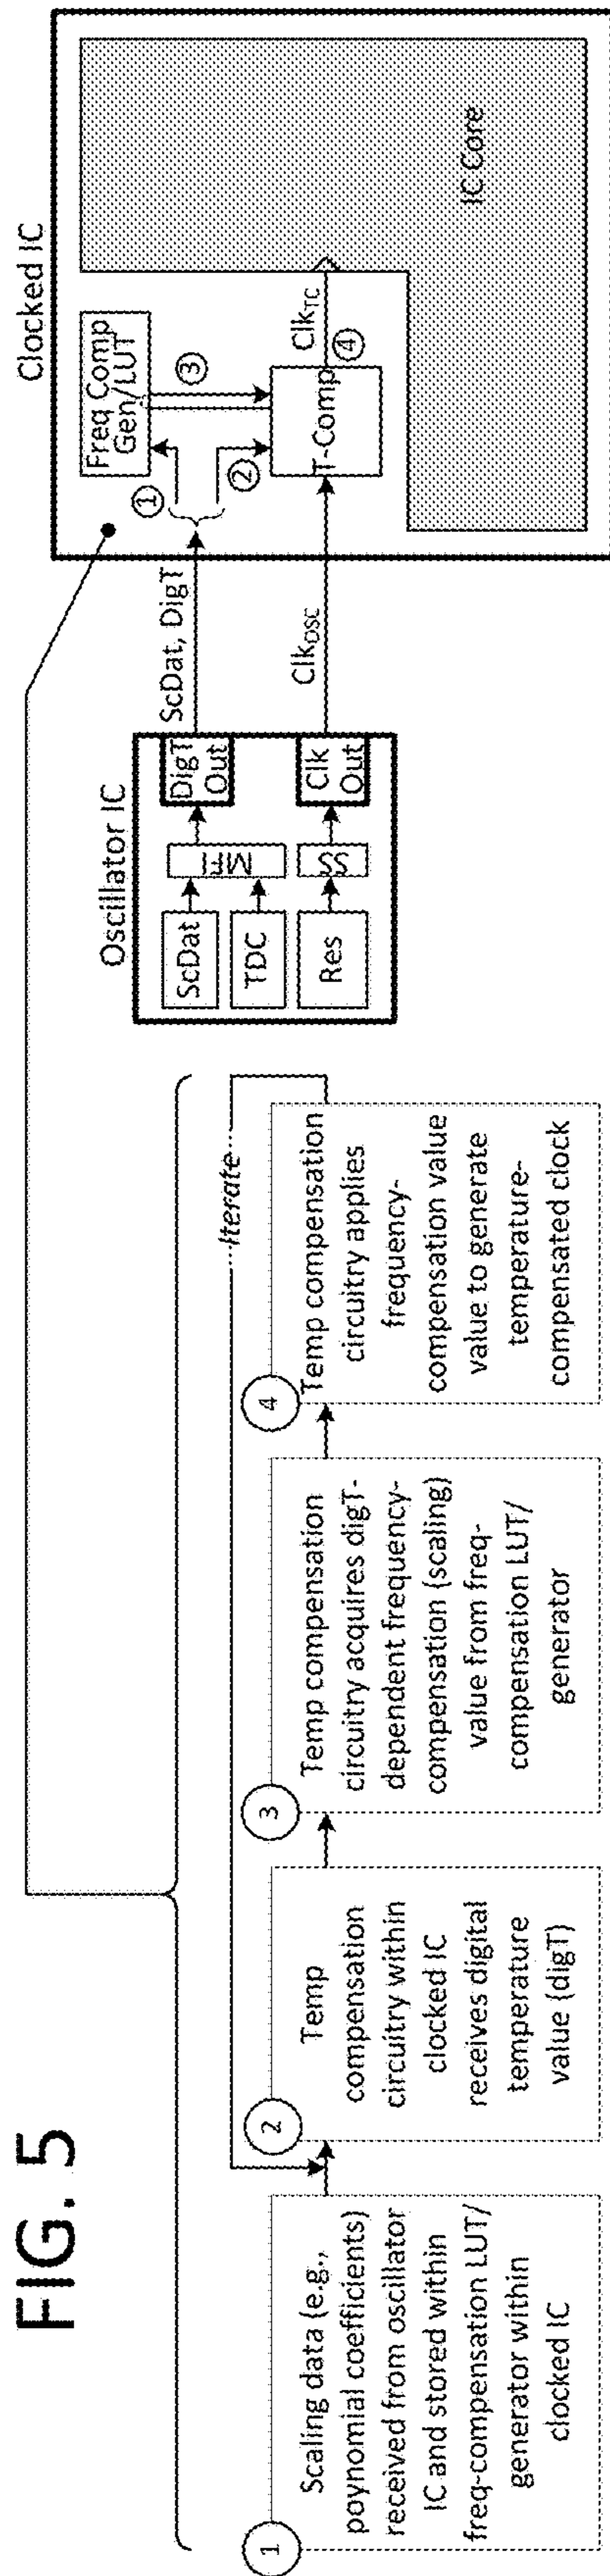 FIG. 5
1
Scaling data (e.g.,
poynomial coefficients)
received from oscillator
IC and stored within
freq-compensation LUT/
generator within
clocked IC
2
Temp
compensation
circuitry within
clocked IC
receives digital
temperature
value (digT)
3
Temp compensation
circuitry acquires digT-
dependent frequency-
compensation (scaling)
value from freq-
compensation LUT/
generator
4
Temp compensation
circuitry applies
frequency-
compensation value
value to generate
temperature-
compensated clock
...Iterate...
Oscillator IC
ScDat
TDC
Res
MFI
SS
DigT
Out
Clk
Out
ScDat, DigT
ClkOSC
Clocked IC
1
2
Freq Comp
Gen/LUT
3
T-Comp
ClkTC
4
IC Core